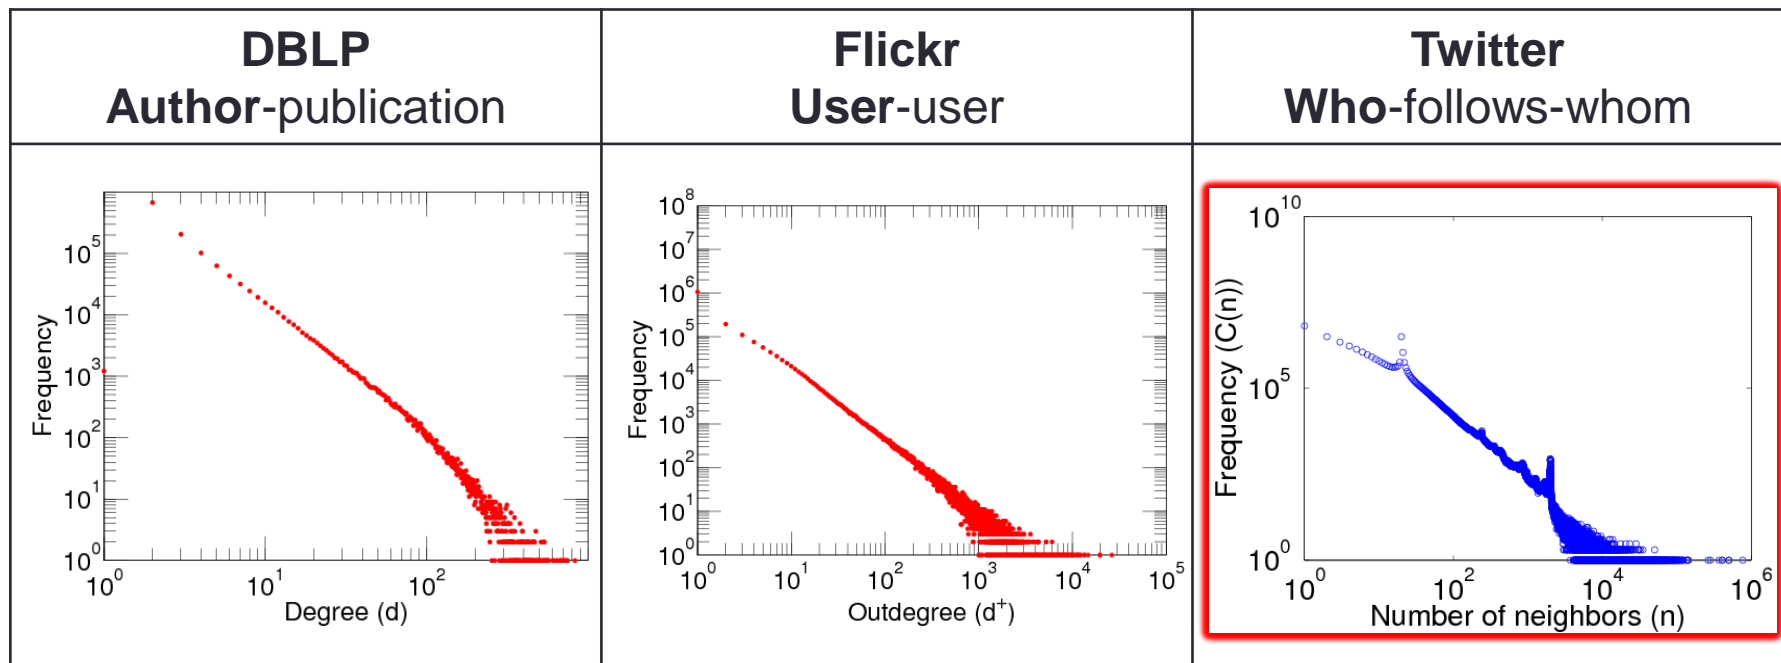 DBLP
Author-publication
Flickr
User-user
Twitter
Who-follows-whom
10^5
10^4
10^3
10^2
10^1
10^0
Frequency
10^0 10^1 10^2
Degree (d)
10^8
10^7
10^6
10^5
10^4
10^3
10^2
10^1
10^0
Frequency
10^0 10^1 10^2 10^3 10^4 10^5
Outdegree (d^+)
10^10
10^5
10^0
Frequency (C(n))
10^0 10^2 10^4 10^6
Number of neighbors (n)